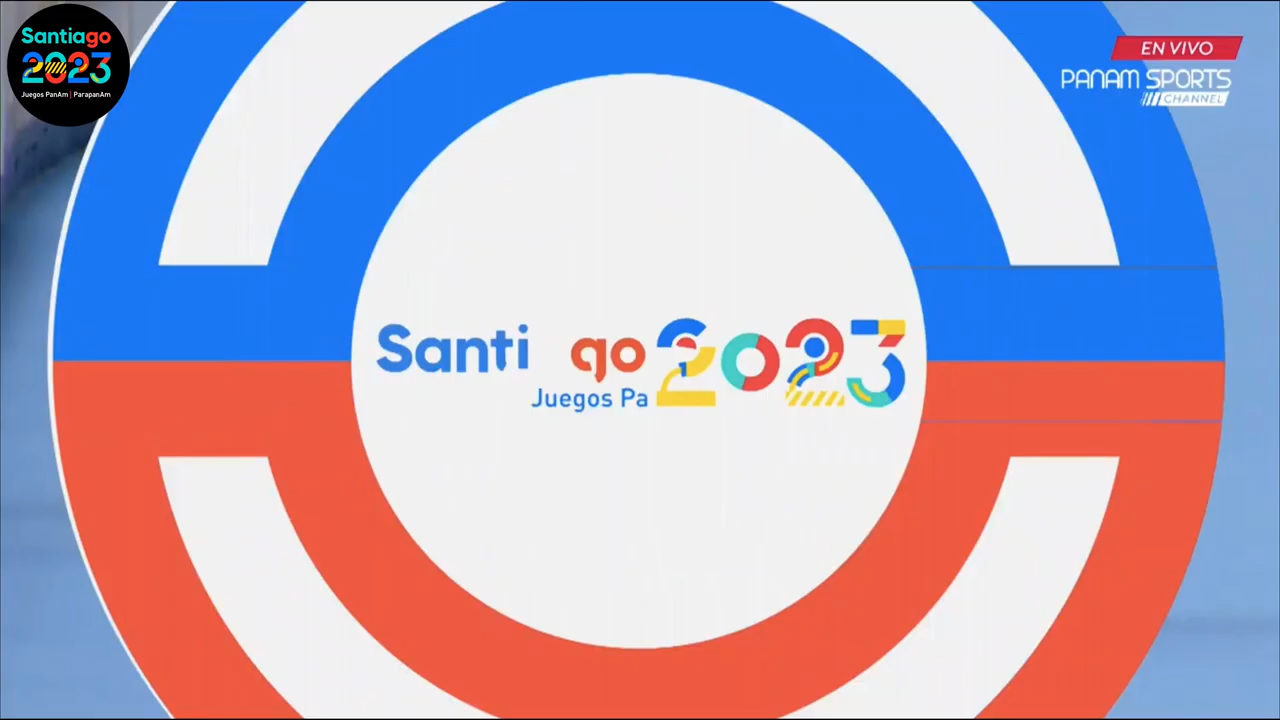 Santiago
2023
Juegos PanAm | ParapanAm
EN VIVO
PANAM SPORTS
CHANNEL
Santi go 2023
Juegos Pa